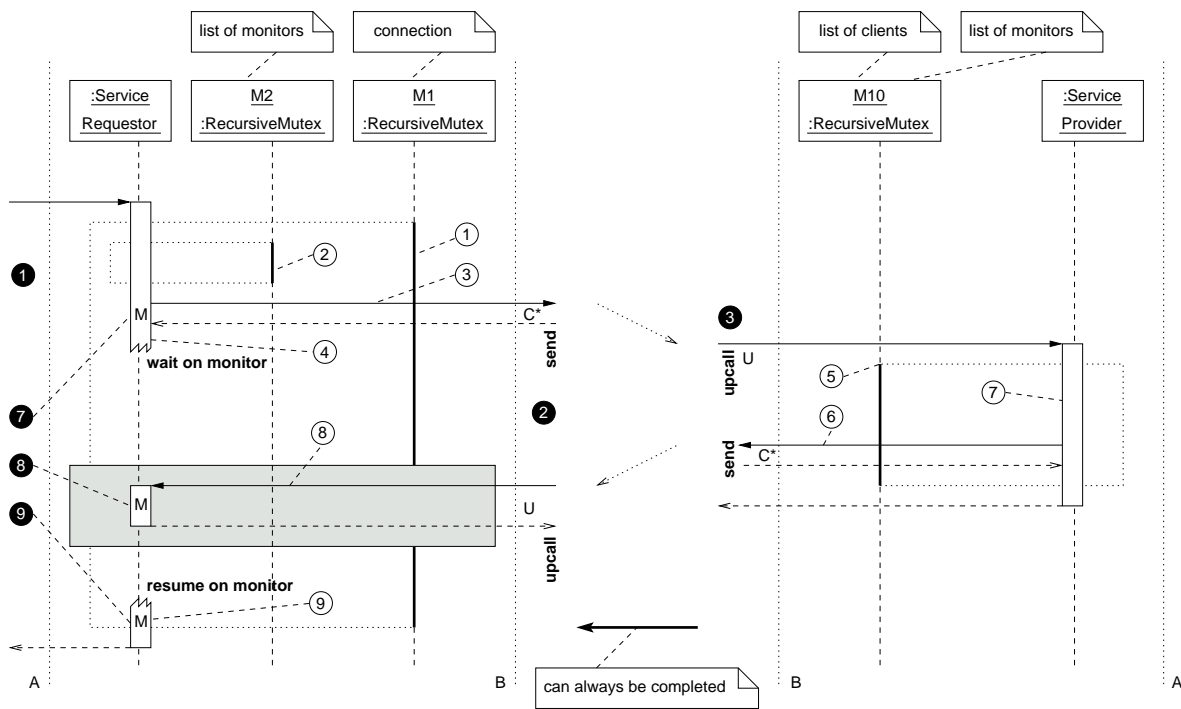 list of monitors
connection
list of clients
list of monitors
:Service
Requestor
M2
:RecursiveMutex
M1
:RecursiveMutex
M10
:RecursiveMutex
:Service
Provider
1
2
1
3
M
C*
send
4
wait on monitor
3
upcall
U
5
7
7
2
8
6
send
C*
8
M
U
9
upcall
resume on monitor
M
9
can always be completed
A
B
B
A